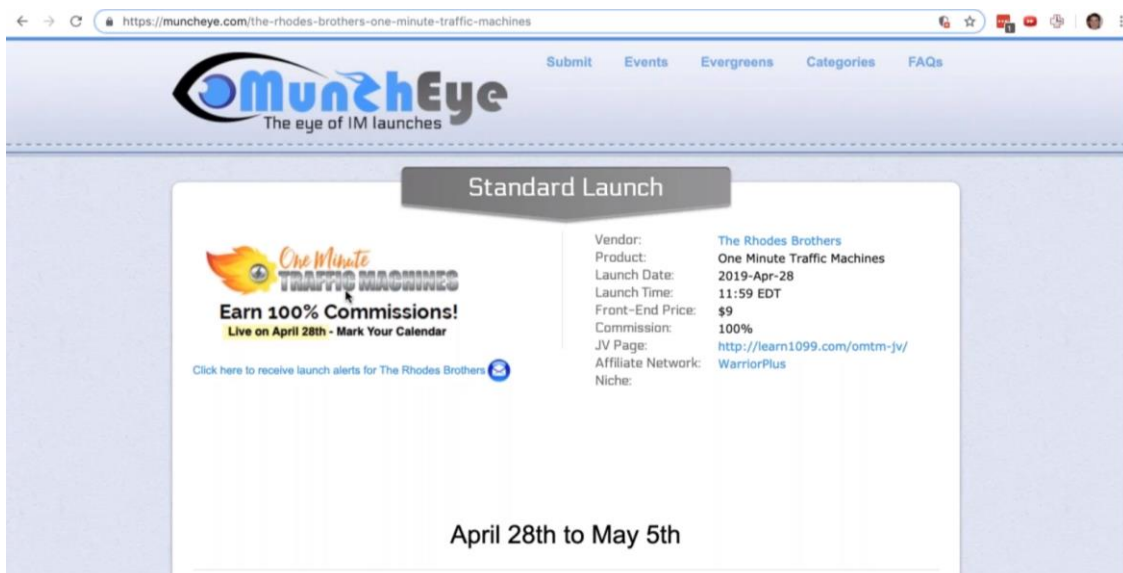 https://muncheye.com/the-rhodes-brothers-one-minute-traffic-machines
1
Submit Events Evergreens Categories FAQs
MunchEye
The eye of IM launches
Standard Launch
One Minute
TRAFFIC MACHINES
Earn 100% Commissions!
Live on April 28th - Mark Your Calendar
Click here to receive launch alerts for The Rhodes Brothers
Vendor: The Rhodes Brothers
Product: One Minute Traffic Machines
Launch Date: 2019-Apr-28
Launch Time: 11:59 EDT
Front-End Price: $9
Commission: 100%
JV Page: http://learn1099.com/omtm-jv/
Affiliate Network: WarriorPlus
Niche:
April 28th to May 5th